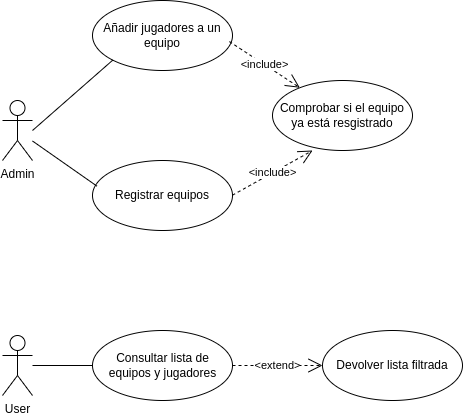 Añadir jugadores a un
equipo
<include>
Comprobar si el equipo
ya está resgistrado
Admin
Registrar equipos
<include>
Consultar lista de
equipos y jugadores
<extend>
Devolver lista filtrada
User